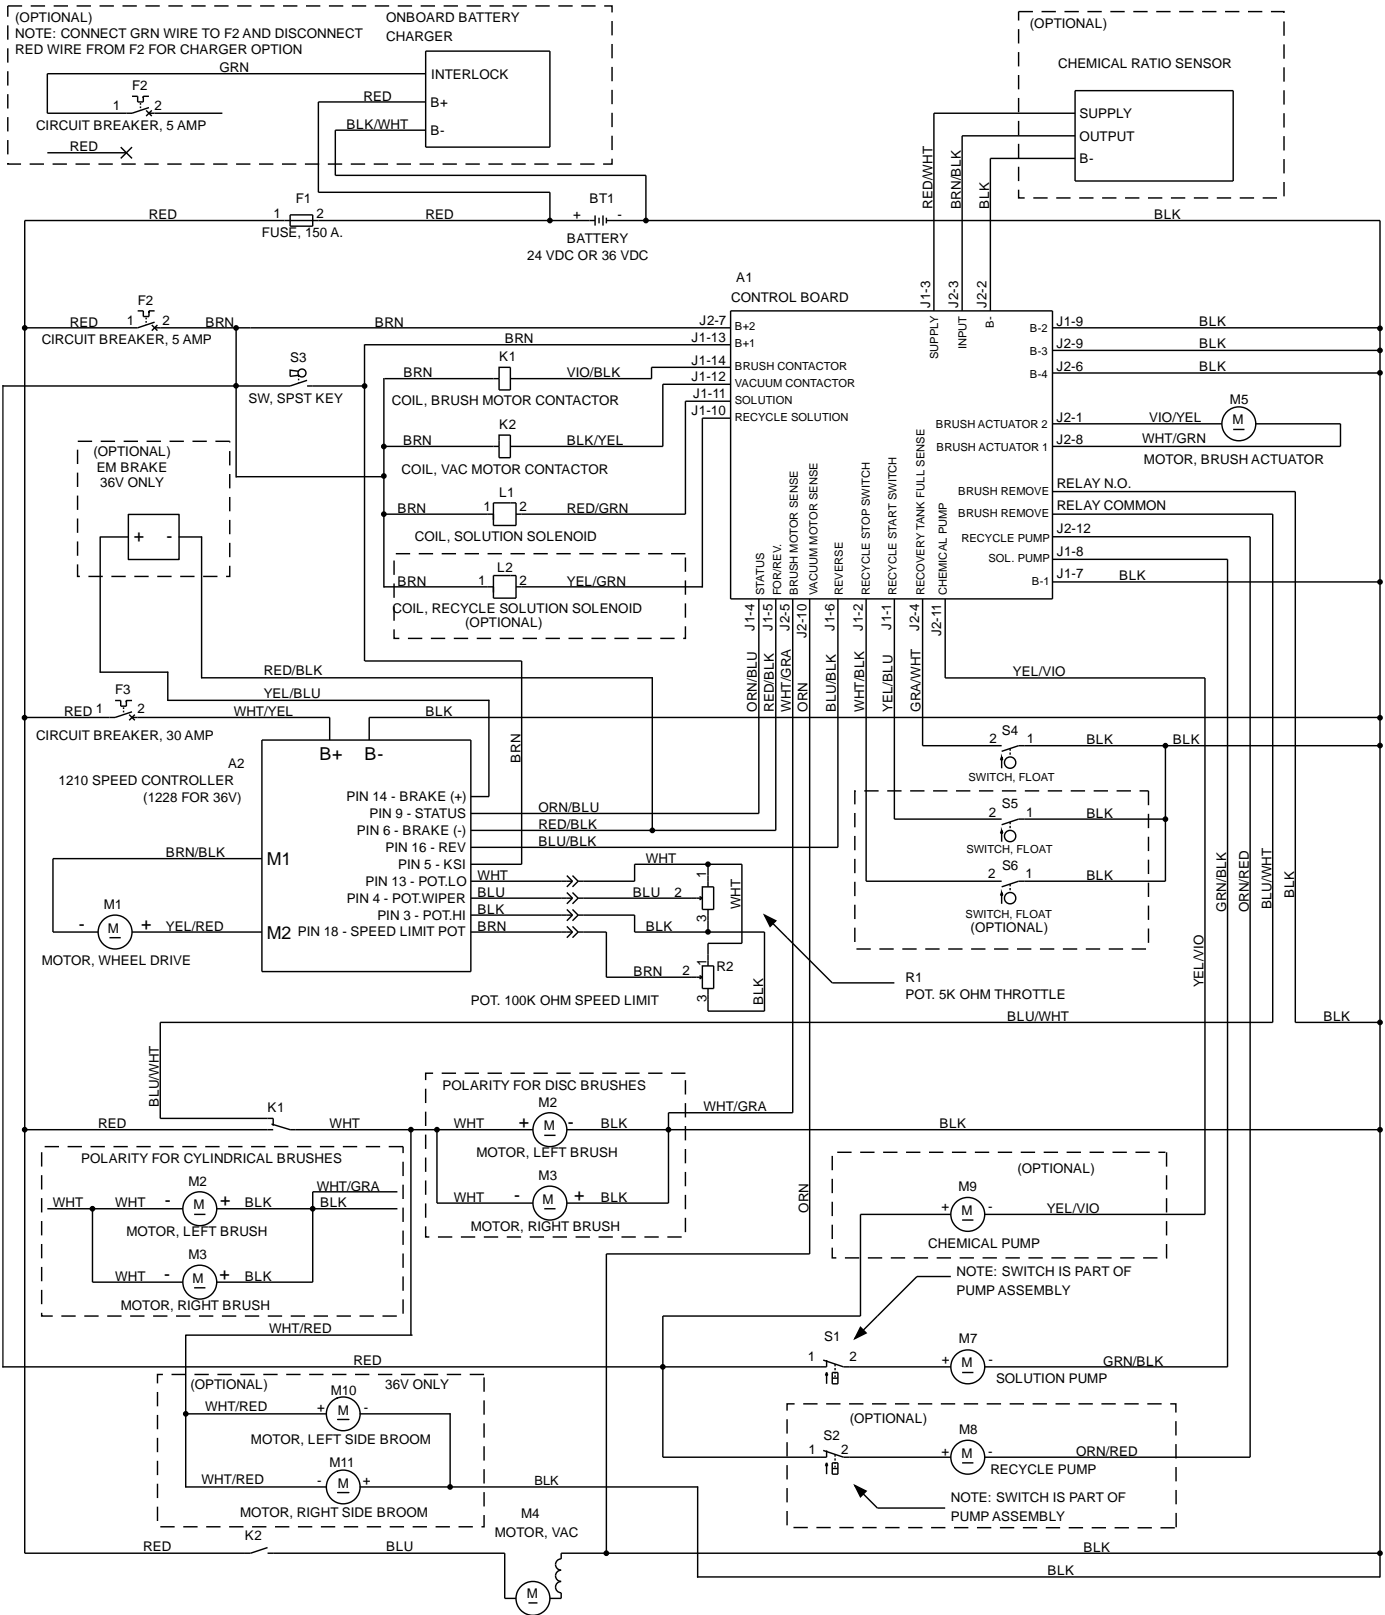 (OPTIONAL)
NOTE: CONNECT GRN WIRE TO F2 AND DISCONNECT
RED WIRE FROM F2 FOR CHARGER OPTION
ONBOARD BATTERY
CHARGER
GRN
INTERLOCK
F2
1 2
CIRCUIT BREAKER, 5 AMP
RED
B+
BLK/WHT
B-
RED
(OPTIONAL)
CHEMICAL RATIO SENSOR
SUPPLY
OUTPUT
B-
RED/WHT
BRN/BLK
BLK
RED
F1
1 2
FUSE, 150 A.
RED
BT1
+ -
BATTERY
24 VDC OR 36 VDC
BLK
A1
CONTROL BOARD
J1-3
J2-3
J2-2
SUPPLY
INPUT
B-
RED
F2
1 2
BRN
CIRCUIT BREAKER, 5 AMP
BRN
J2-7
B+2
BRN
J1-13
B+1
S3
SW, SPST KEY
J1-14
BRUSH CONTACTOR
J1-12
VACUUM CONTACTOR
J1-11
SOLUTION
J1-10
RECYCLE SOLUTION
BRN
K1
VIO/BLK
COIL, BRUSH MOTOR CONTACTOR
BRN
K2
BLK/YEL
COIL, VAC MOTOR CONTACTOR
BRN
L1
1 2
RED/GRN
COIL, SOLUTION SOLENOID
BRN
L2
1 2
YEL/GRN
COIL, RECYCLE SOLUTION SOLENOID
(OPTIONAL)
B-2
J1-9
BLK
B-3
J2-9
BLK
B-4
J2-6
BLK
BRUSH ACTUATOR 2
J2-1
VIO/YEL
BRUSH ACTUATOR 1
J2-8
WHT/GRN
M5
M
MOTOR, BRUSH ACTUATOR
BRUSH REMOVE
RELAY N.O.
BRUSH REMOVE
RELAY COMMON
RECYCLE PUMP
J2-12
SOL. PUMP
J1-8
B-1
J1-7
BLK
STATUS
FOR/REV.
BRUSH MOTOR SENSE
VACUUM MOTOR SENSE
REVERSE
RECYCLE STOP SWITCH
RECYCLE START SWITCH
RECOVERY TANK FULL SENSE
CHEMICAL PUMP
J1-4
J1-5
J2-5
J2-10
J1-6
J1-2
J1-1
J2-4
J2-11
ORN/BLU
RED/BLK
WHT/GRA
ORN
BLU/BLK
WHT/BLK
YEL/BLU
GRA/WHT
YEL/VIO
(OPTIONAL)
EM BRAKE
36V ONLY
+ -
RED/BLK
YEL/BLU
RED
F3
1 2
WHT/YEL
CIRCUIT BREAKER, 30 AMP
BLK
BRN
A2
1210 SPEED CONTROLLER
(1228 FOR 36V)
B+ B-
PIN 14 - BRAKE (+)
PIN 9 - STATUS
ORN/BLU
PIN 6 - BRAKE (-)
RED/BLK
PIN 16 - REV
BLU/BLK
PIN 5 - KSI
PIN 13 - POT.LO
WHT
WHT
PIN 4 - POT.WIPER
BLU
BLU
PIN 3 - POT.HI
BLK
BLK
PIN 18 - SPEED LIMIT POT
BRN
BRN
1
2
3
WHT
1
2
3
R2
BLK
POT. 100K OHM SPEED LIMIT
R1
POT. 5K OHM THROTTLE
M1
M2
BRN/BLK
M1
- M +
YEL/RED
MOTOR, WHEEL DRIVE
S4
2 1
BLK
BLK
SWITCH, FLOAT
S5
2 1
BLK
SWITCH, FLOAT
S6
2 1
BLK
SWITCH, FLOAT
(OPTIONAL)
YEL/VIO
GRN/BLK
ORN/RED
BLU/WHT
BLK
BLU/WHT
BLK
BLU/WHT
RED
K1
WHT
POLARITY FOR DISC BRUSHES
WHT
M2
+ M -
BLK
MOTOR, LEFT BRUSH
WHT
M3
- M +
BLK
MOTOR, RIGHT BRUSH
WHT/GRA
BLK
ORN
POLARITY FOR CYLINDRICAL BRUSHES
WHT
WHT
M2
- M +
BLK
WHT/GRA
BLK
MOTOR, LEFT BRUSH
WHT
M3
- M +
BLK
MOTOR, RIGHT BRUSH
WHT/RED
(OPTIONAL)
M9
+ M -
YEL/VIO
CHEMICAL PUMP
NOTE: SWITCH IS PART OF
PUMP ASSEMBLY
RED
S1
1 2
M7
+ M -
GRN/BLK
SOLUTION PUMP
(OPTIONAL)
36V ONLY
WHT/RED
M10
+ M -
MOTOR, LEFT SIDE BROOM
WHT/RED
M11
- M +
MOTOR, RIGHT SIDE BROOM
BLK
(OPTIONAL)
S2
1 2
M8
+ M -
ORN/RED
RECYCLE PUMP
NOTE: SWITCH IS PART OF
PUMP ASSEMBLY
RED
K2
BLU
M4
MOTOR, VAC
M
BLK
BLK